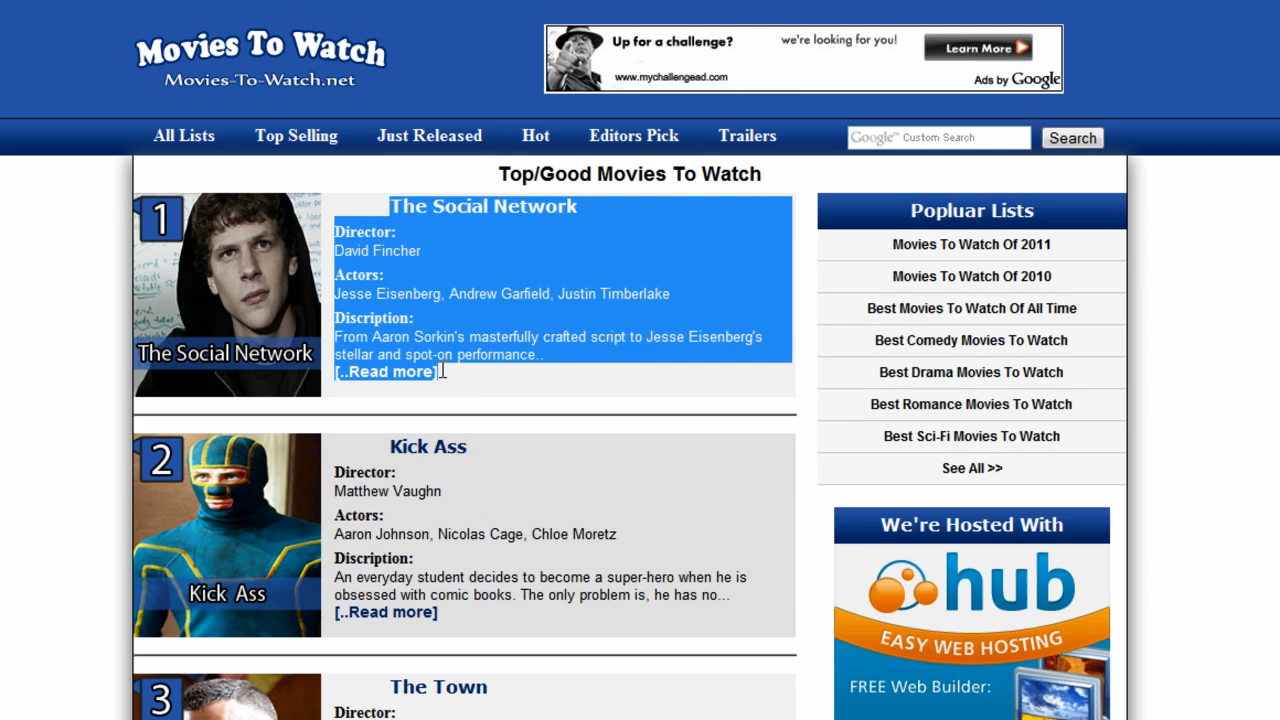 Movies To Watch
Movies-To-Watch.net
Up for a challenge?
we're looking for you!
Learn More
www.mychallengead.com
Ads by Google
All Lists
Top Selling
Just Released
Hot
Editors Pick
Trailers
Google™ Custom Search
Search
Top/Good Movies To Watch
1
The Social Network
The Social Network
Director:
David Fincher
Actors:
Jesse Eisenberg, Andrew Garfield, Justin Timberlake
Discription:
From Aaron Sorkin's masterfully crafted script to Jesse Eisenberg's
stellar and spot-on performance..
[..Read more]
2
Kick Ass
Kick Ass
Director:
Matthew Vaughn
Actors:
Aaron Johnson, Nicolas Cage, Chloe Moretz
Discription:
An everyday student decides to become a super-hero when he is
obsessed with comic books. The only problem is, he has no...
[..Read more]
3
The Town
Director:
Popluar Lists
Movies To Watch Of 2011
Movies To Watch Of 2010
Best Movies To Watch Of All Time
Best Comedy Movies To Watch
Best Drama Movies To Watch
Best Romance Movies To Watch
Best Sci-Fi Movies To Watch
See All >>
We're Hosted With
hub
EASY WEB HOSTING
FREE Web Builder: